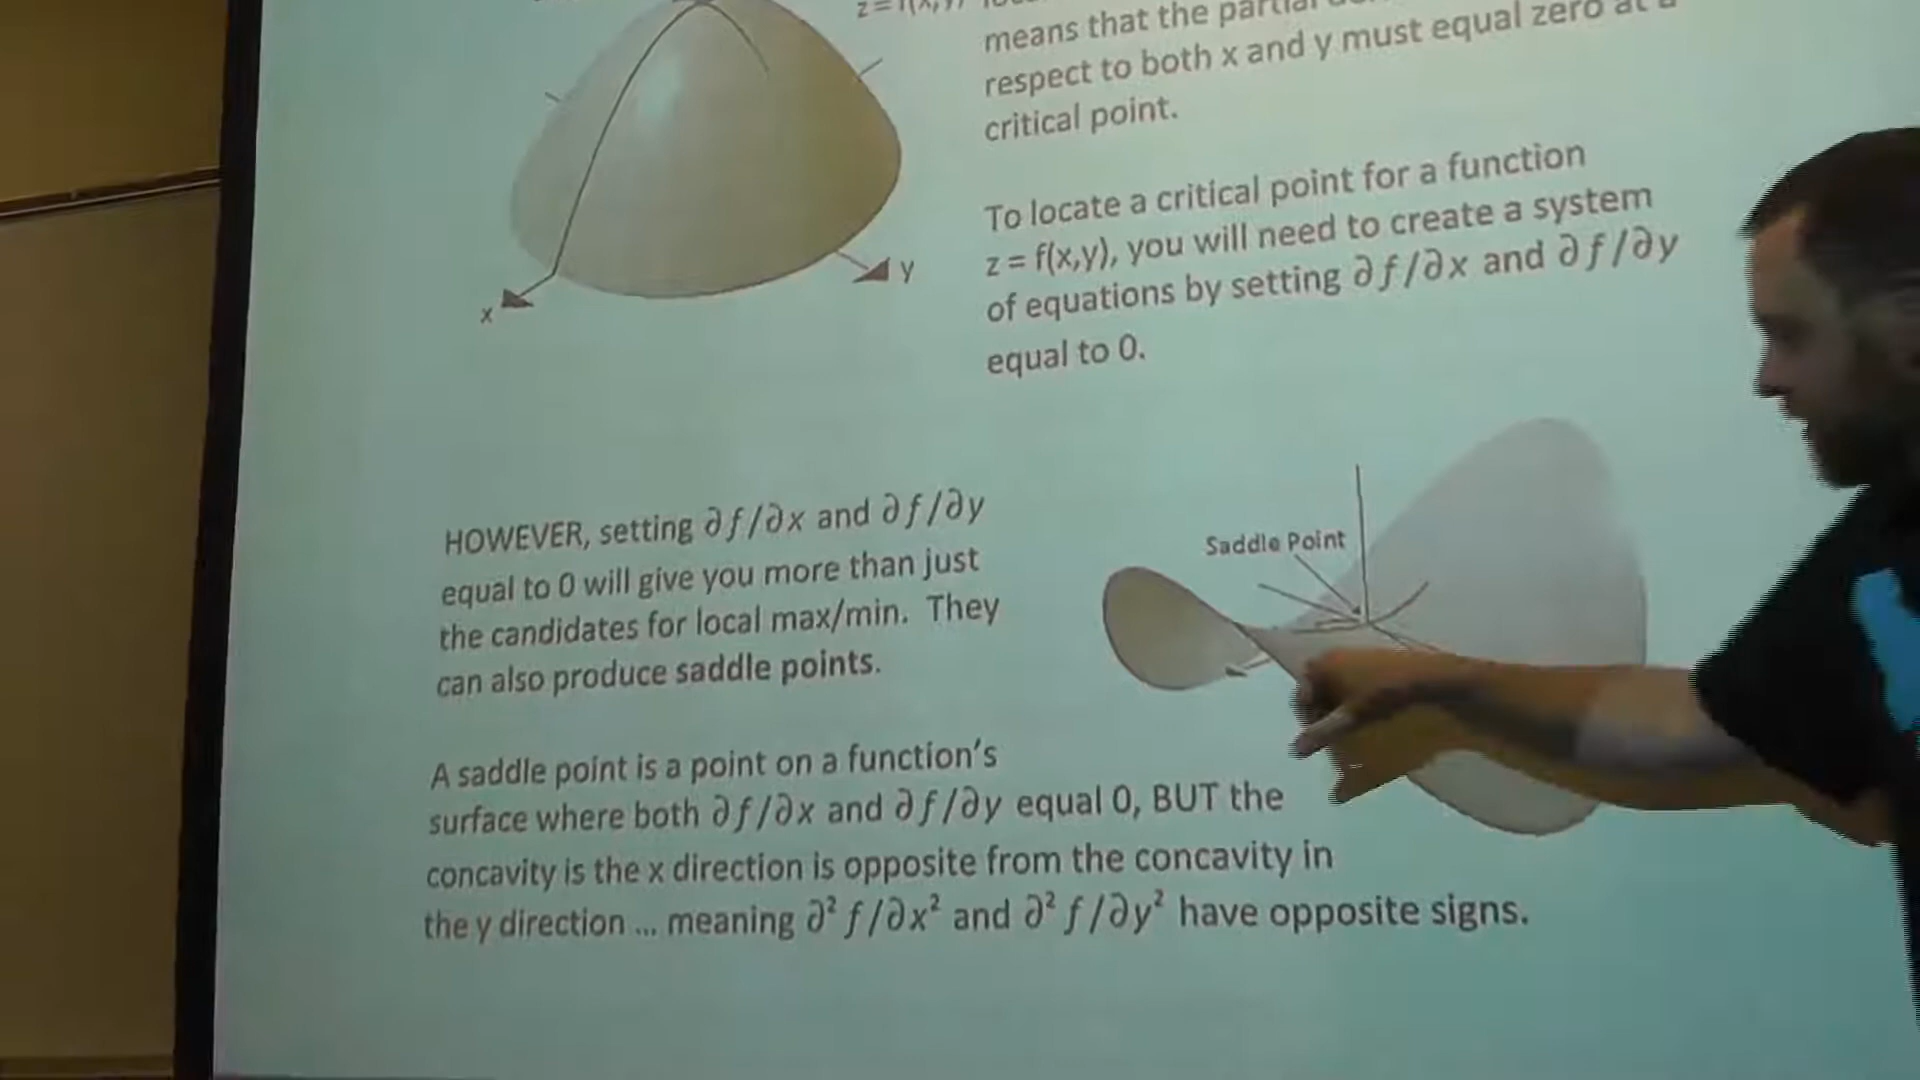 z = f(x,y)
means that the partial
respect to both x and y must equal zero at a
critical point.
To locate a critical point for a function
z = f(x,y), you will need to create a system
of equations by setting ∂f/∂x and ∂f/∂y
equal to 0.
x
y
HOWEVER, setting ∂f/∂x and ∂f/∂y
equal to 0 will give you more than just
the candidates for local max/min. They
can also produce saddle points.
Saddle Point
A saddle point is a point on a function's
surface where both ∂f/∂x and ∂f/∂y equal 0, BUT the
concavity is the x direction is opposite from the concavity in
the y direction ... meaning ∂² f/∂x² and ∂² f/∂y² have opposite signs.